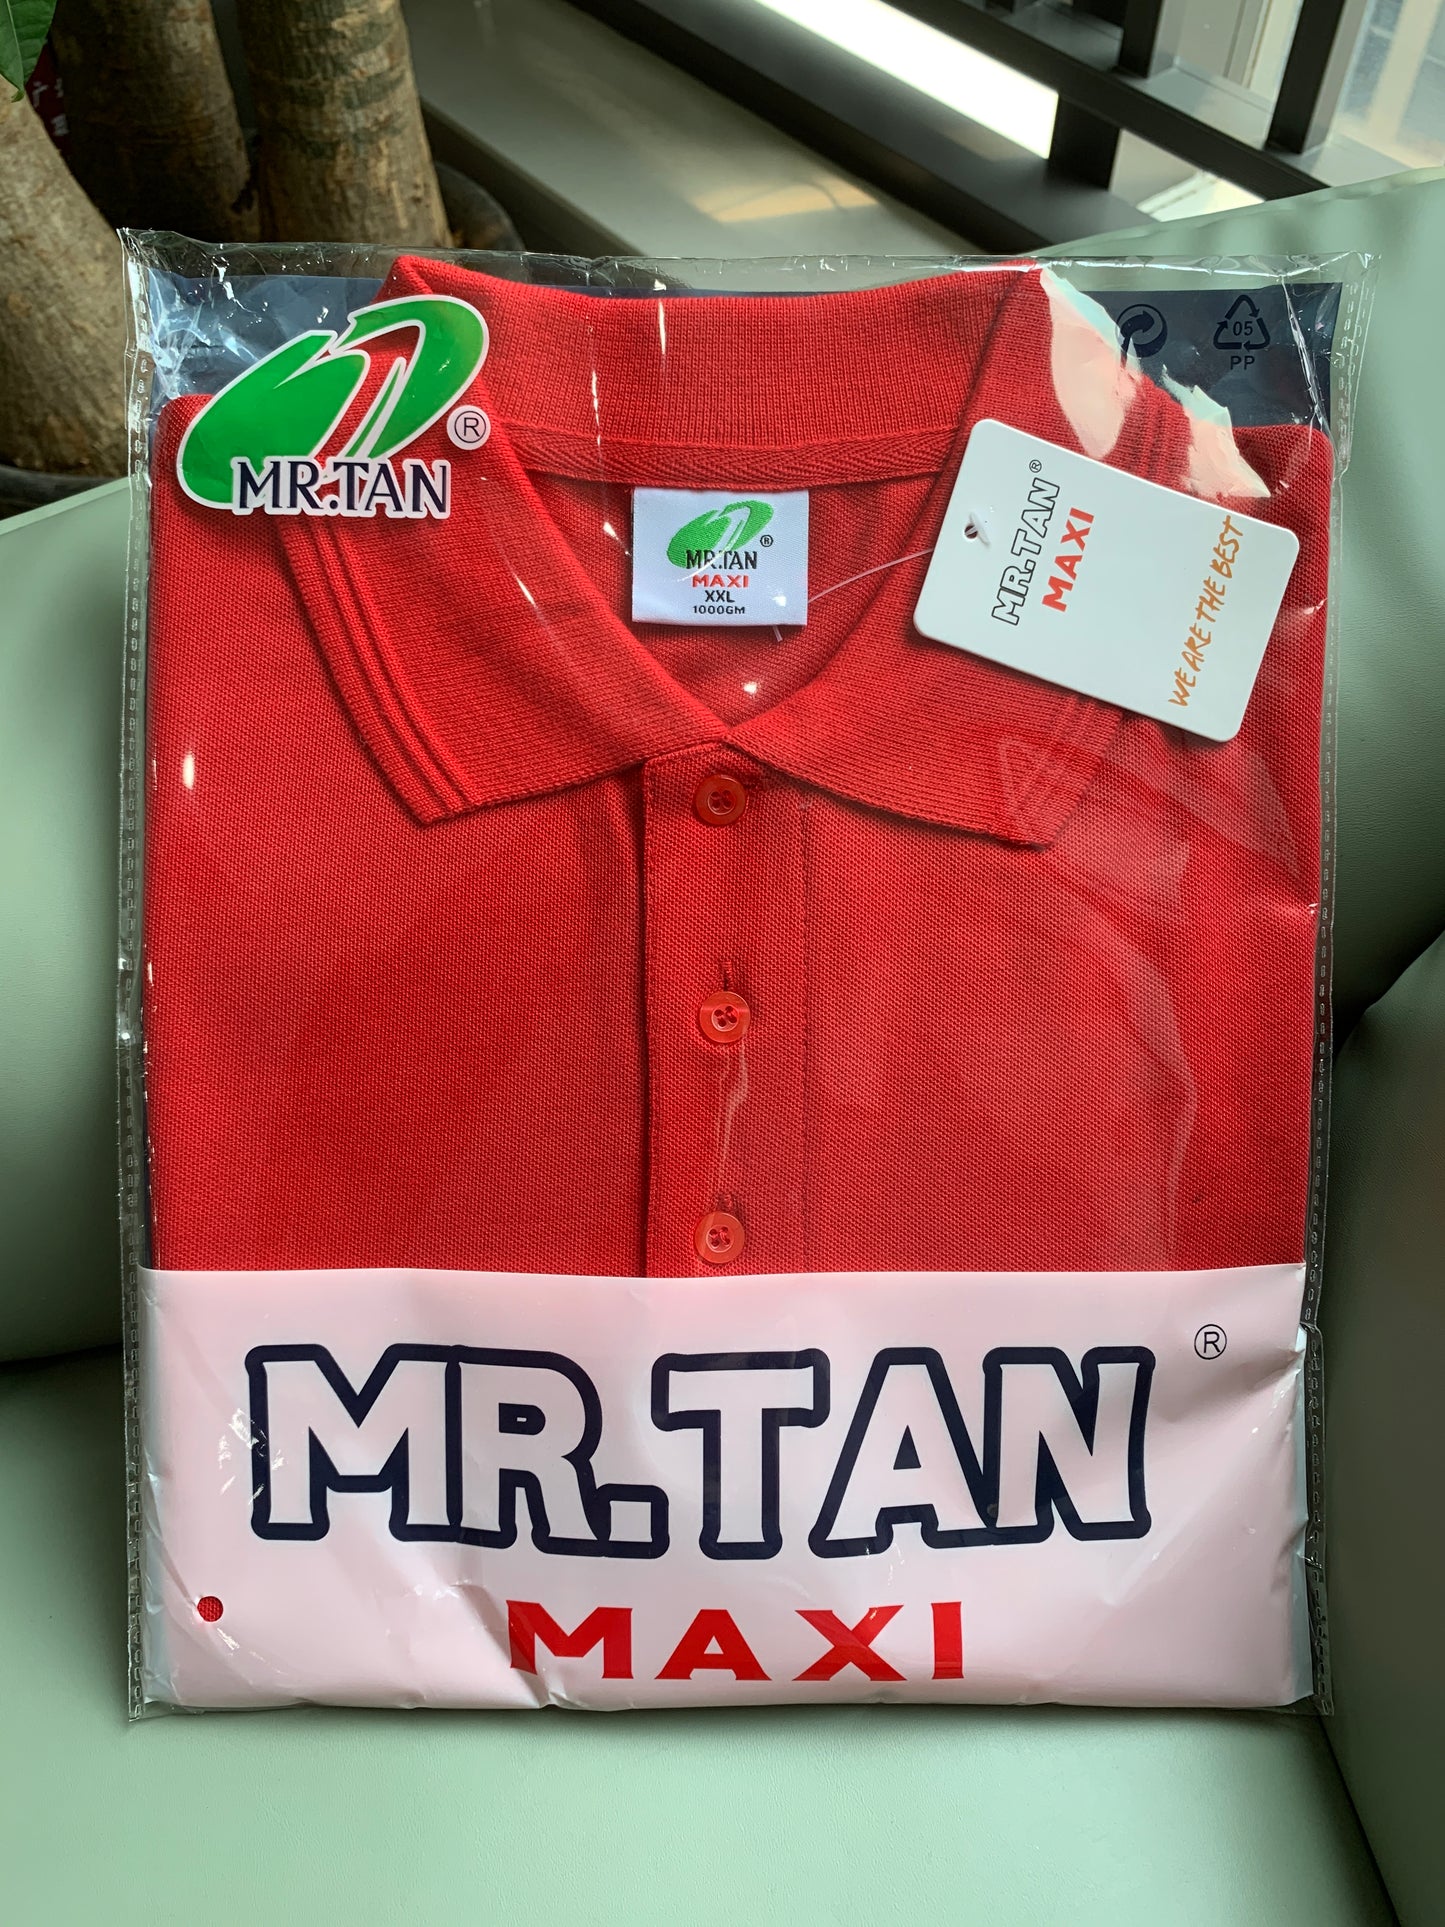 MR.TAN ®
05
PP
MR.TAN ®
MAXI
XXL
1000GM
MR.TAN ®
MAXI
WE ARE THE BEST
MR.TAN ®
MAXI